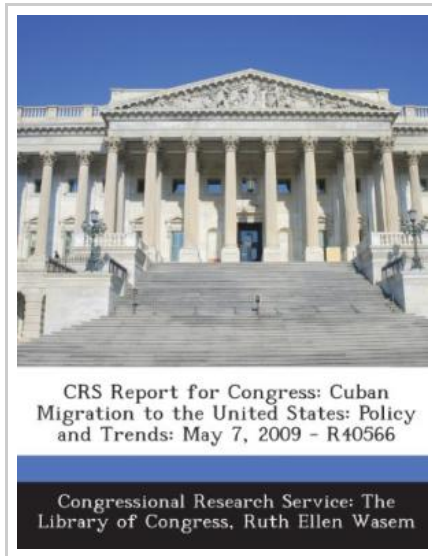 CRS Report for Congress: Cuban
Migration to the United States: Policy
and Trends: May 7, 2009 - R40566
Congressional Research Service: The
Library of Congress, Ruth Ellen Wasem